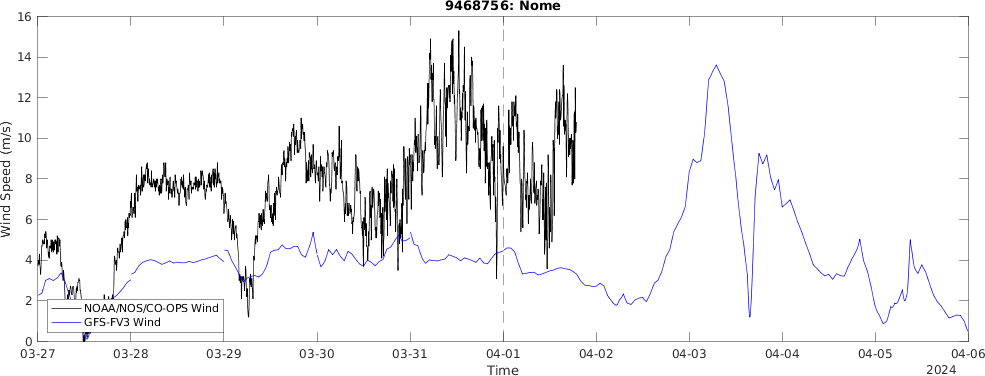 9468756: Nome
Wind Speed (m/s)
16
14
12
10
8
6
4
2
0
NOAA/NOS/CO-OPS Wind
GFS-FV3 Wind
03-27 03-28 03-29 03-30 03-31 04-01 04-02 04-03 04-04 04-05 04-06
Time
2024